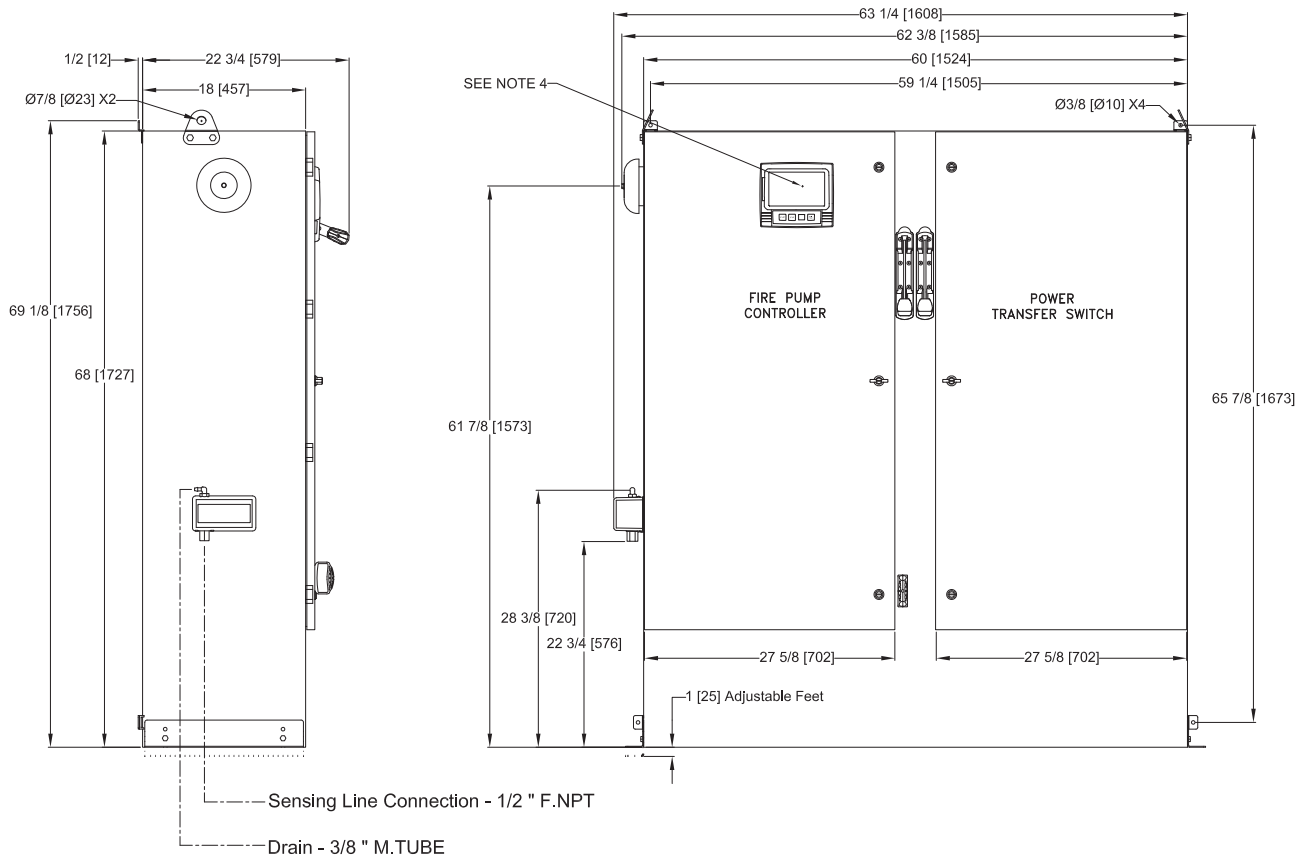 63 1/4 [1608]
62 3/8 [1585]
1/2 [12]
22 3/4 [579]
60 [1524]
SEE NOTE 4
59 1/4 [1505]
18 [457]
Ø7/8 [Ø23] X2
Ø3/8 [Ø10] X4
69 1/8 [1756]
FIRE PUMP
CONTROLLER
POWER
TRANSFER SWITCH
68 [1727]
65 7/8 [1673]
61 7/8 [1573]
28 3/8 [720]
22 3/4 [576]
27 5/8 [702]
27 5/8 [702]
1 [25] Adjustable Feet
Sensing Line Connection - 1/2 " F.NPT
Drain - 3/8 " M.TUBE